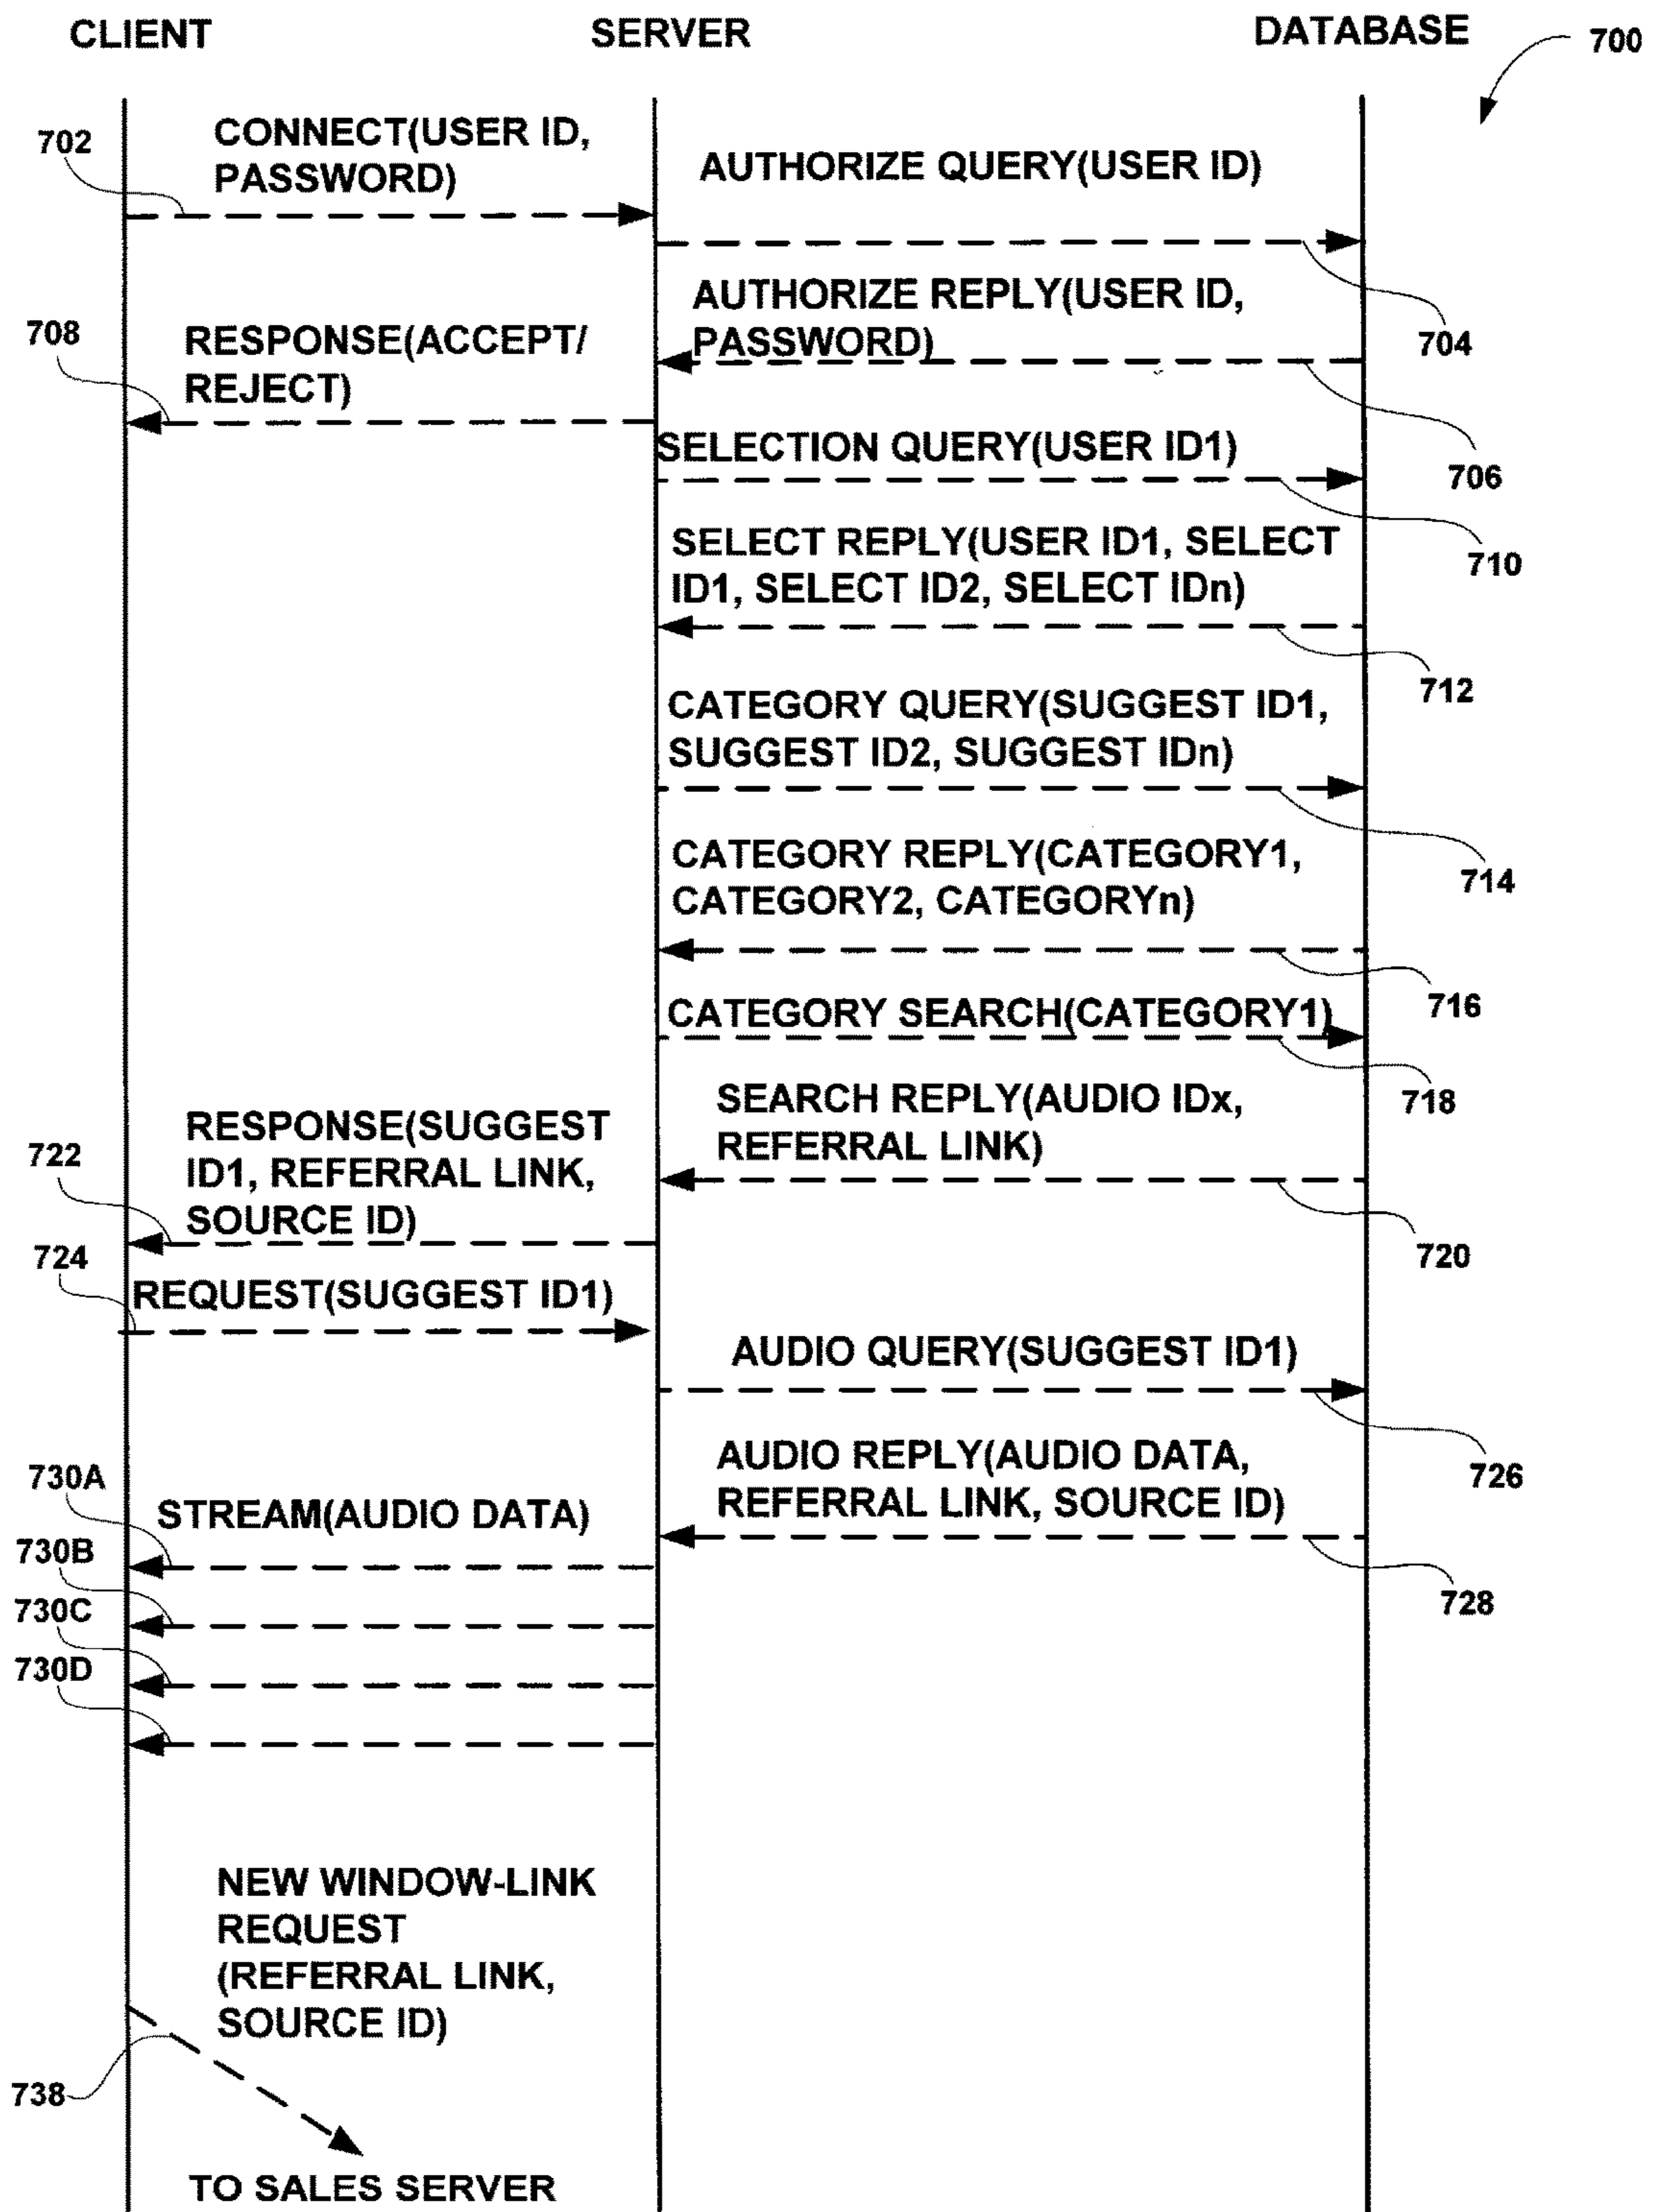 CLIENT
SERVER
DATABASE
700
702
CONNECT(USER ID,
PASSWORD)
AUTHORIZE QUERY(USER ID)
704
AUTHORIZE REPLY(USER ID,
PASSWORD)
706
708
RESPONSE(ACCEPT/
REJECT)
SELECTION QUERY(USER ID1)
710
SELECT REPLY(USER ID1, SELECT
ID1, SELECT ID2, SELECT IDn)
712
CATEGORY QUERY(SUGGEST ID1,
SUGGEST ID2, SUGGEST IDn)
714
CATEGORY REPLY(CATEGORY1,
CATEGORY2, CATEGORYn)
716
CATEGORY SEARCH(CATEGORY1)
718
SEARCH REPLY(AUDIO IDx,
REFERRAL LINK)
720
722
RESPONSE(SUGGEST
ID1, REFERRAL LINK,
SOURCE ID)
724
REQUEST(SUGGEST ID1)
AUDIO QUERY(SUGGEST ID1)
726
AUDIO REPLY(AUDIO DATA,
REFERRAL LINK, SOURCE ID)
728
730A
STREAM(AUDIO DATA)
730B
730C
730D
NEW WINDOW-LINK
REQUEST
(REFERRAL LINK,
SOURCE ID)
738
TO SALES SERVER